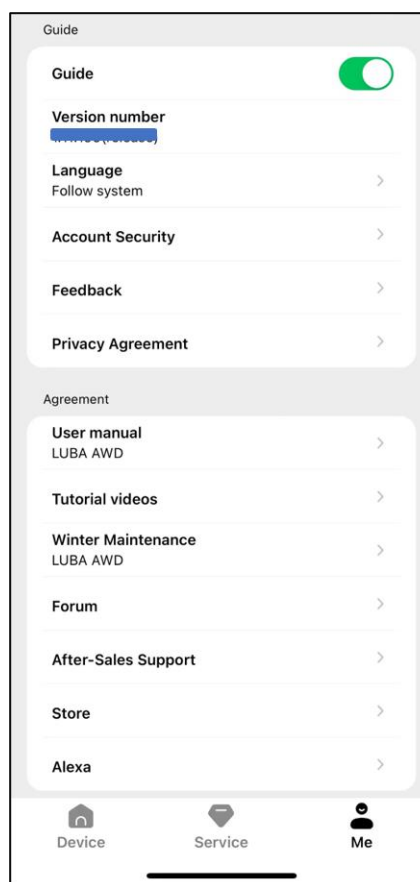 Guide
Guide
Version number
Language
Follow system
Account Security
Feedback
Privacy Agreement
Agreement
User manual
LUBA AWD
Tutorial videos
Winter Maintenance
LUBA AWD
Forum
After-Sales Support
Store
Alexa
Device
Service
Me